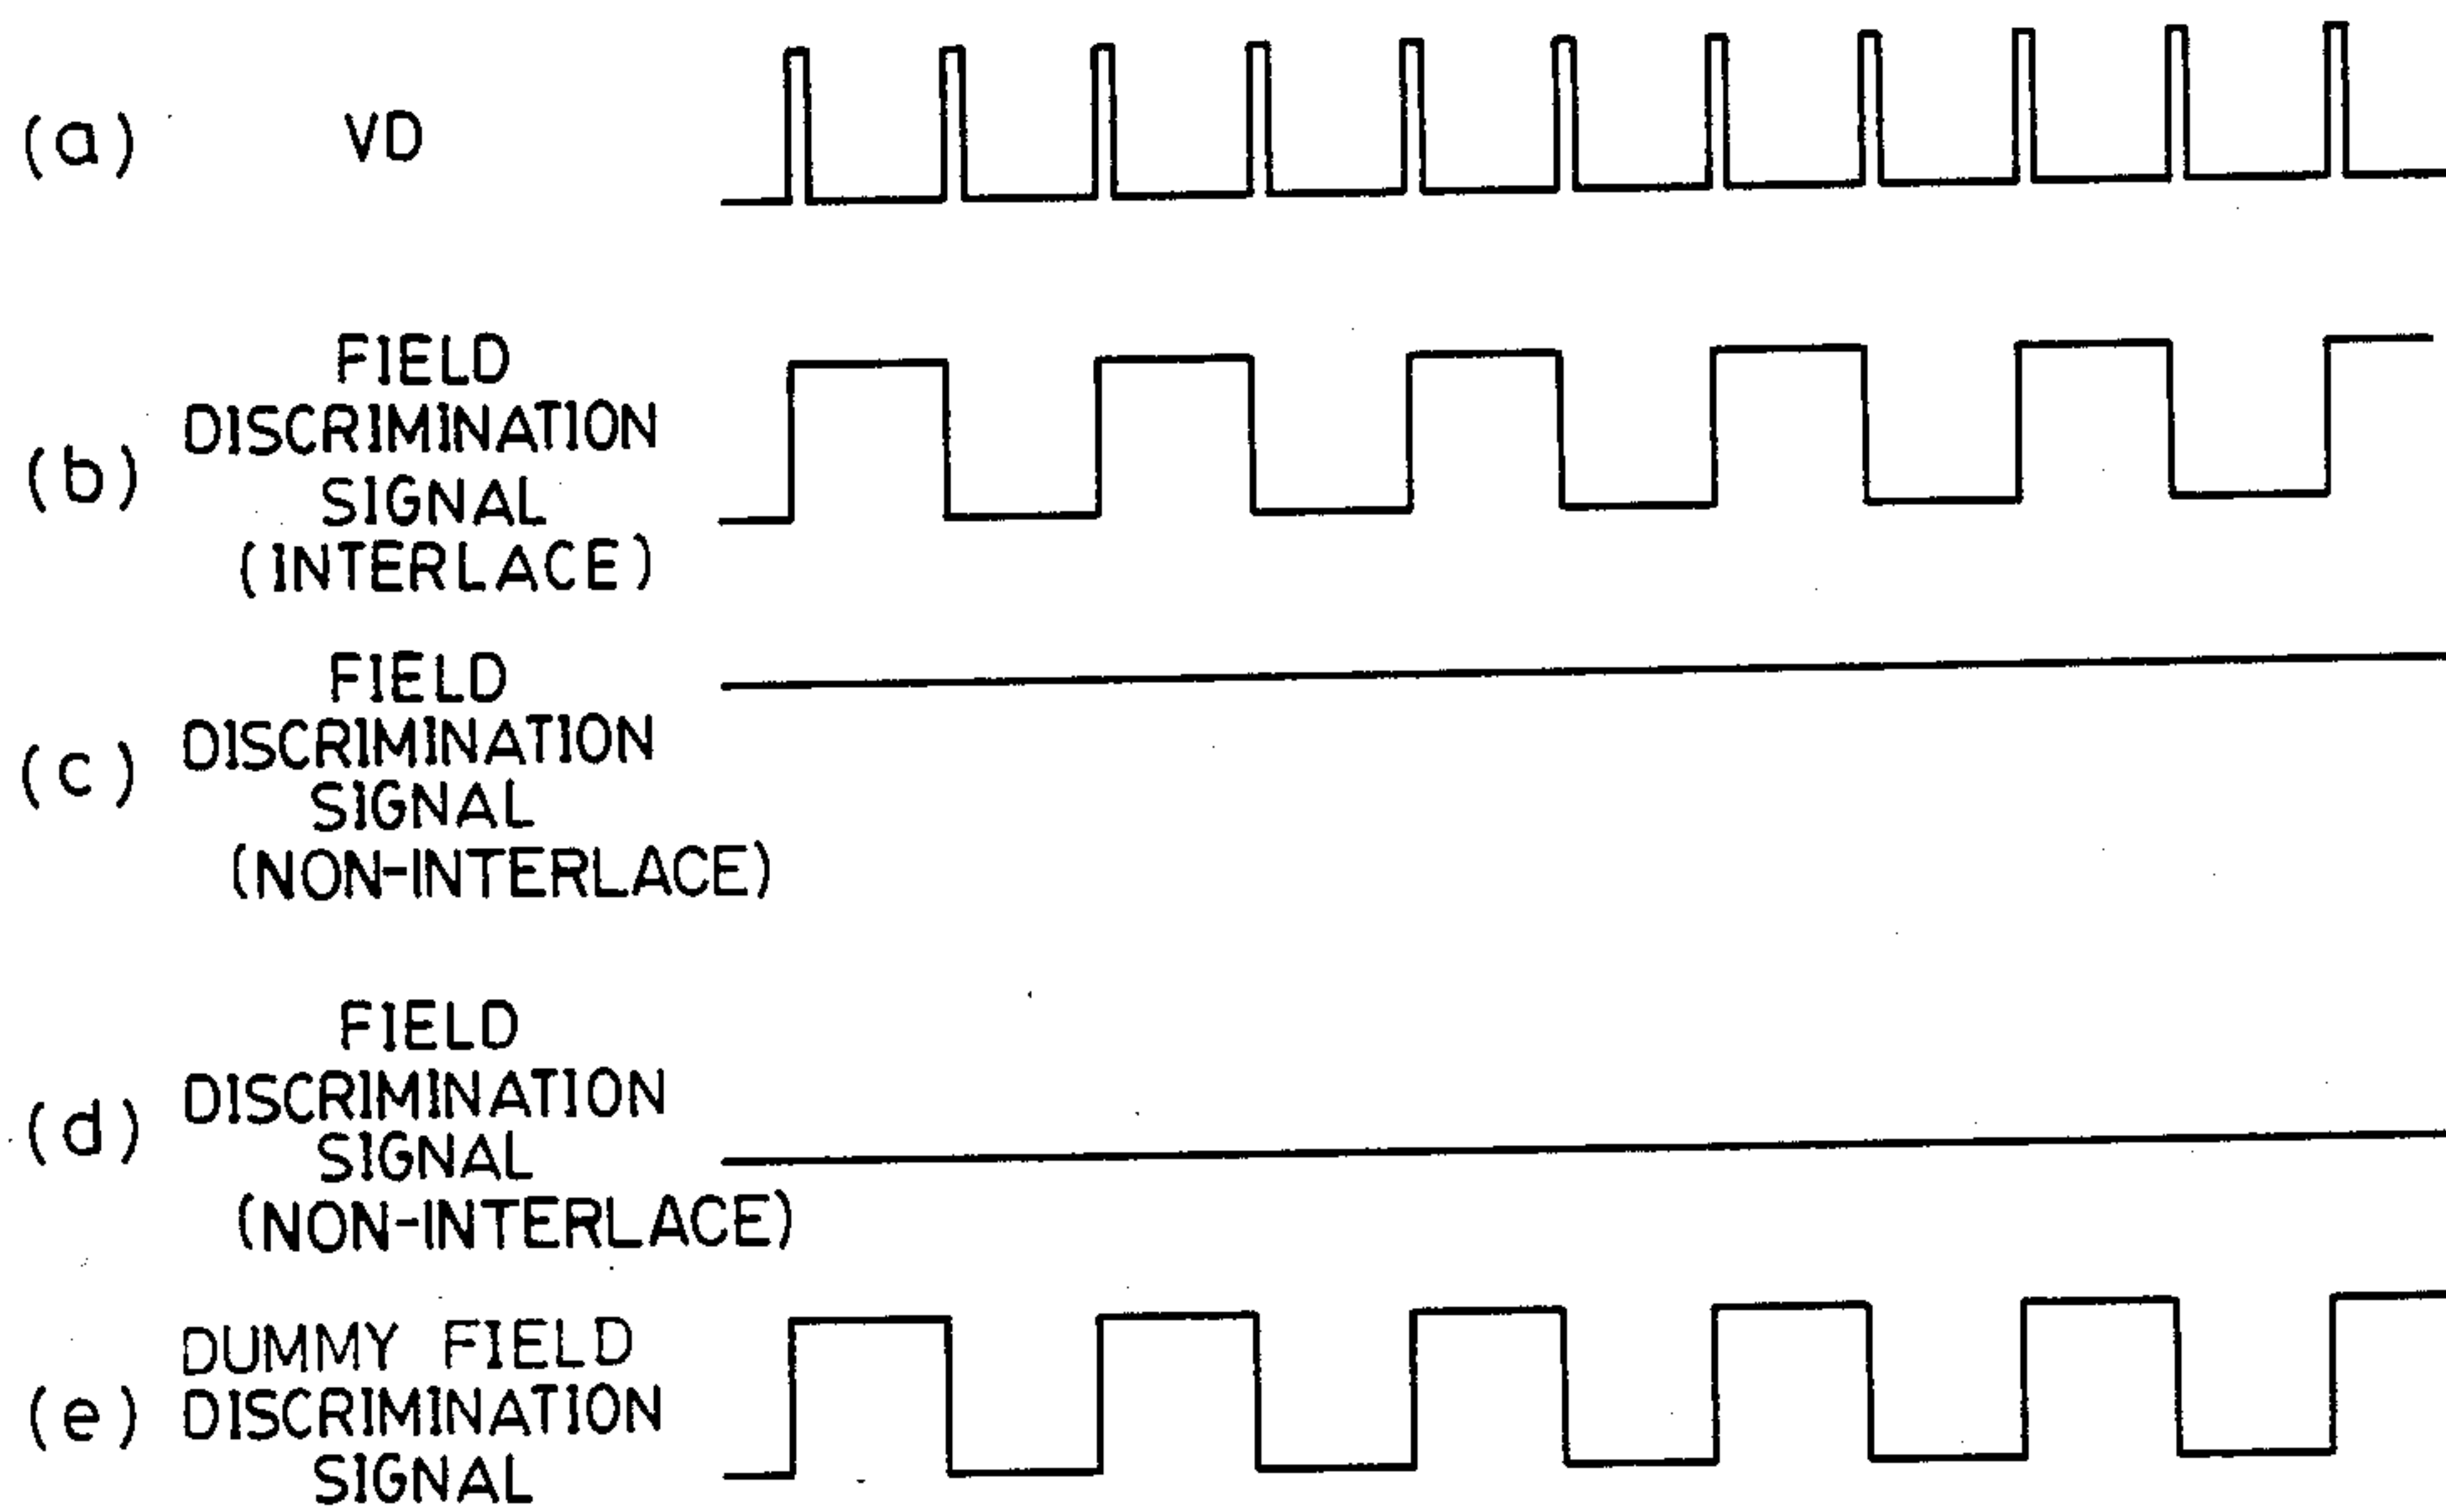 (a) VD
FIELD
DISCRIMINATION
(b)
SIGNAL
(INTERLACE)
FIELD
DISCRIMINATION
(c)
SIGNAL
(NON-INTERLACE)
FIELD
DISCRIMINATION
(d)
SIGNAL
(NON-INTERLACE)
DUMMY FIELD
(e) DISCRIMINATION
SIGNAL